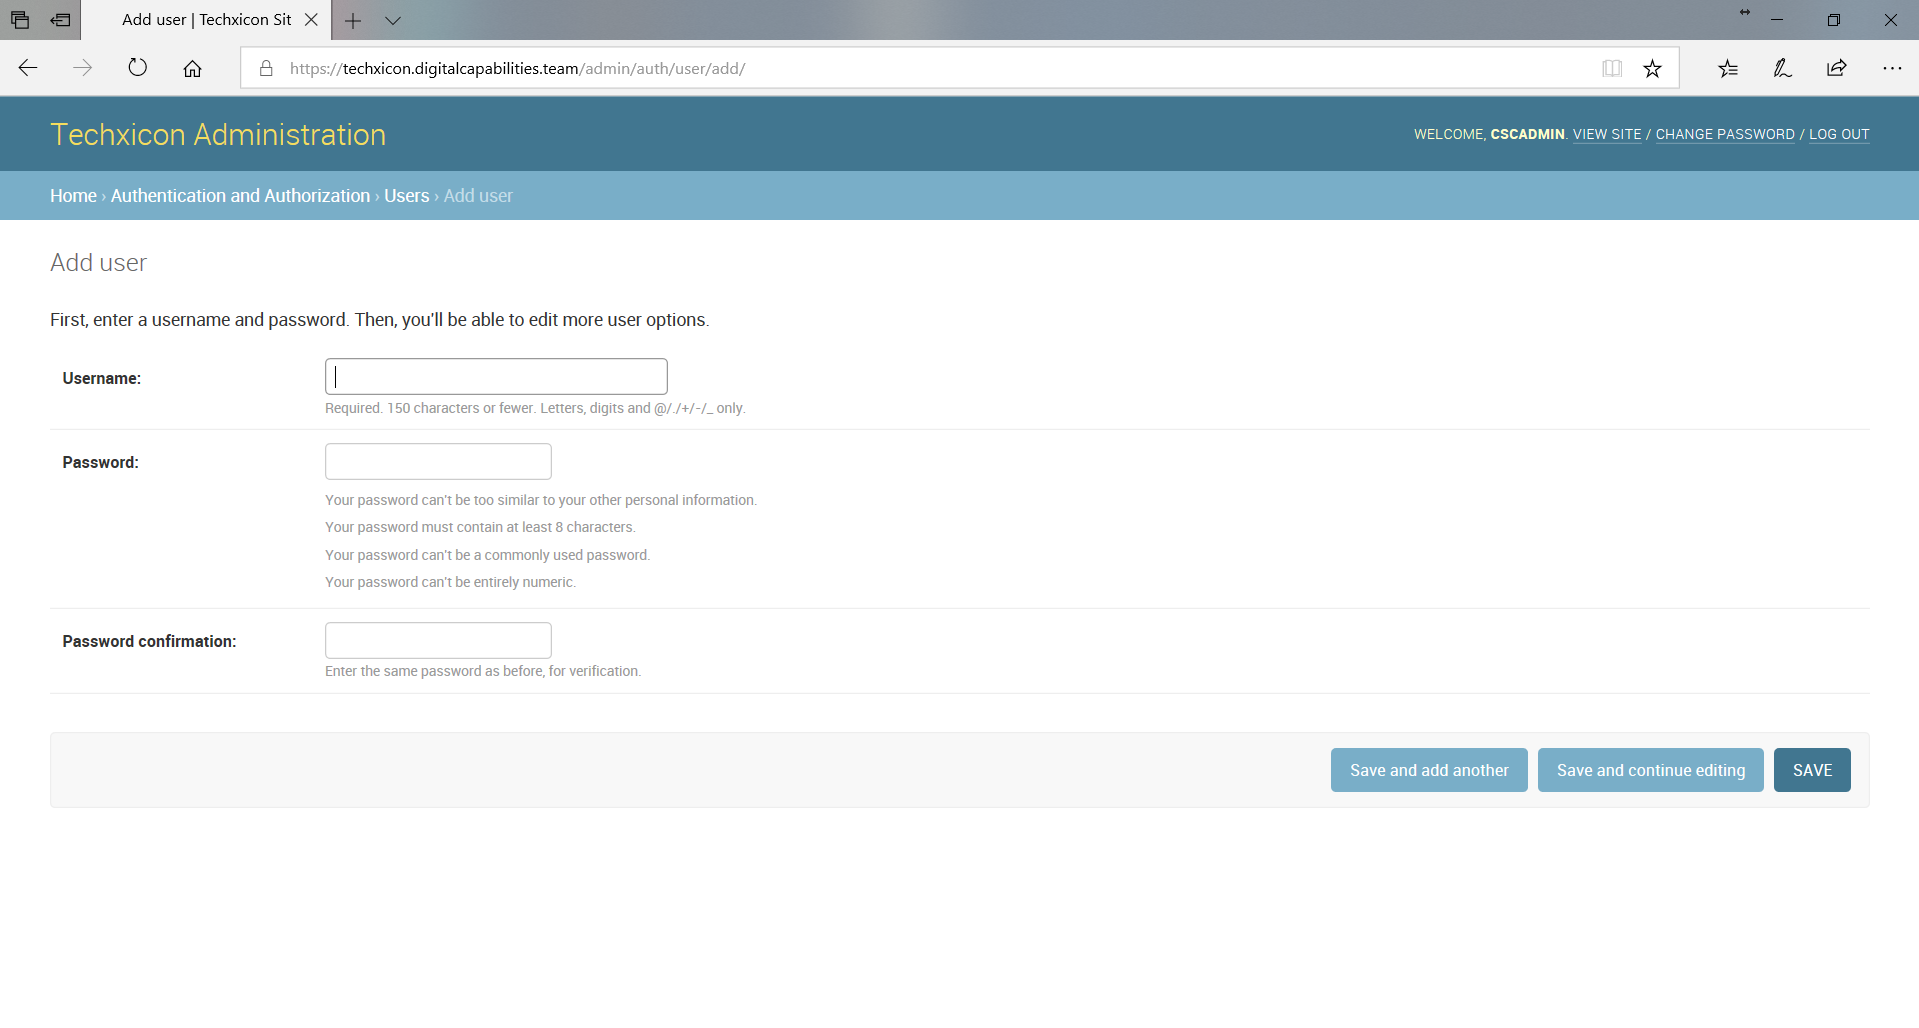 Add user | Techxicon Sit
https://techxicon.digitalcapabilities.team/admin/auth/user/add/
Techxicon Administration
WELCOME, CSCADMIN. VIEW SITE / CHANGE PASSWORD / LOG OUT
Home › Authentication and Authorization › Users › Add user
Add user
First, enter a username and password. Then, you'll be able to edit more user options.
Username:
Required. 150 characters or fewer. Letters, digits and @/./+/-/_ only.
Password:
Your password can't be too similar to your other personal information.
Your password must contain at least 8 characters.
Your password can't be a commonly used password.
Your password can't be entirely numeric.
Password confirmation:
Enter the same password as before, for verification.
Save and add another
Save and continue editing
SAVE